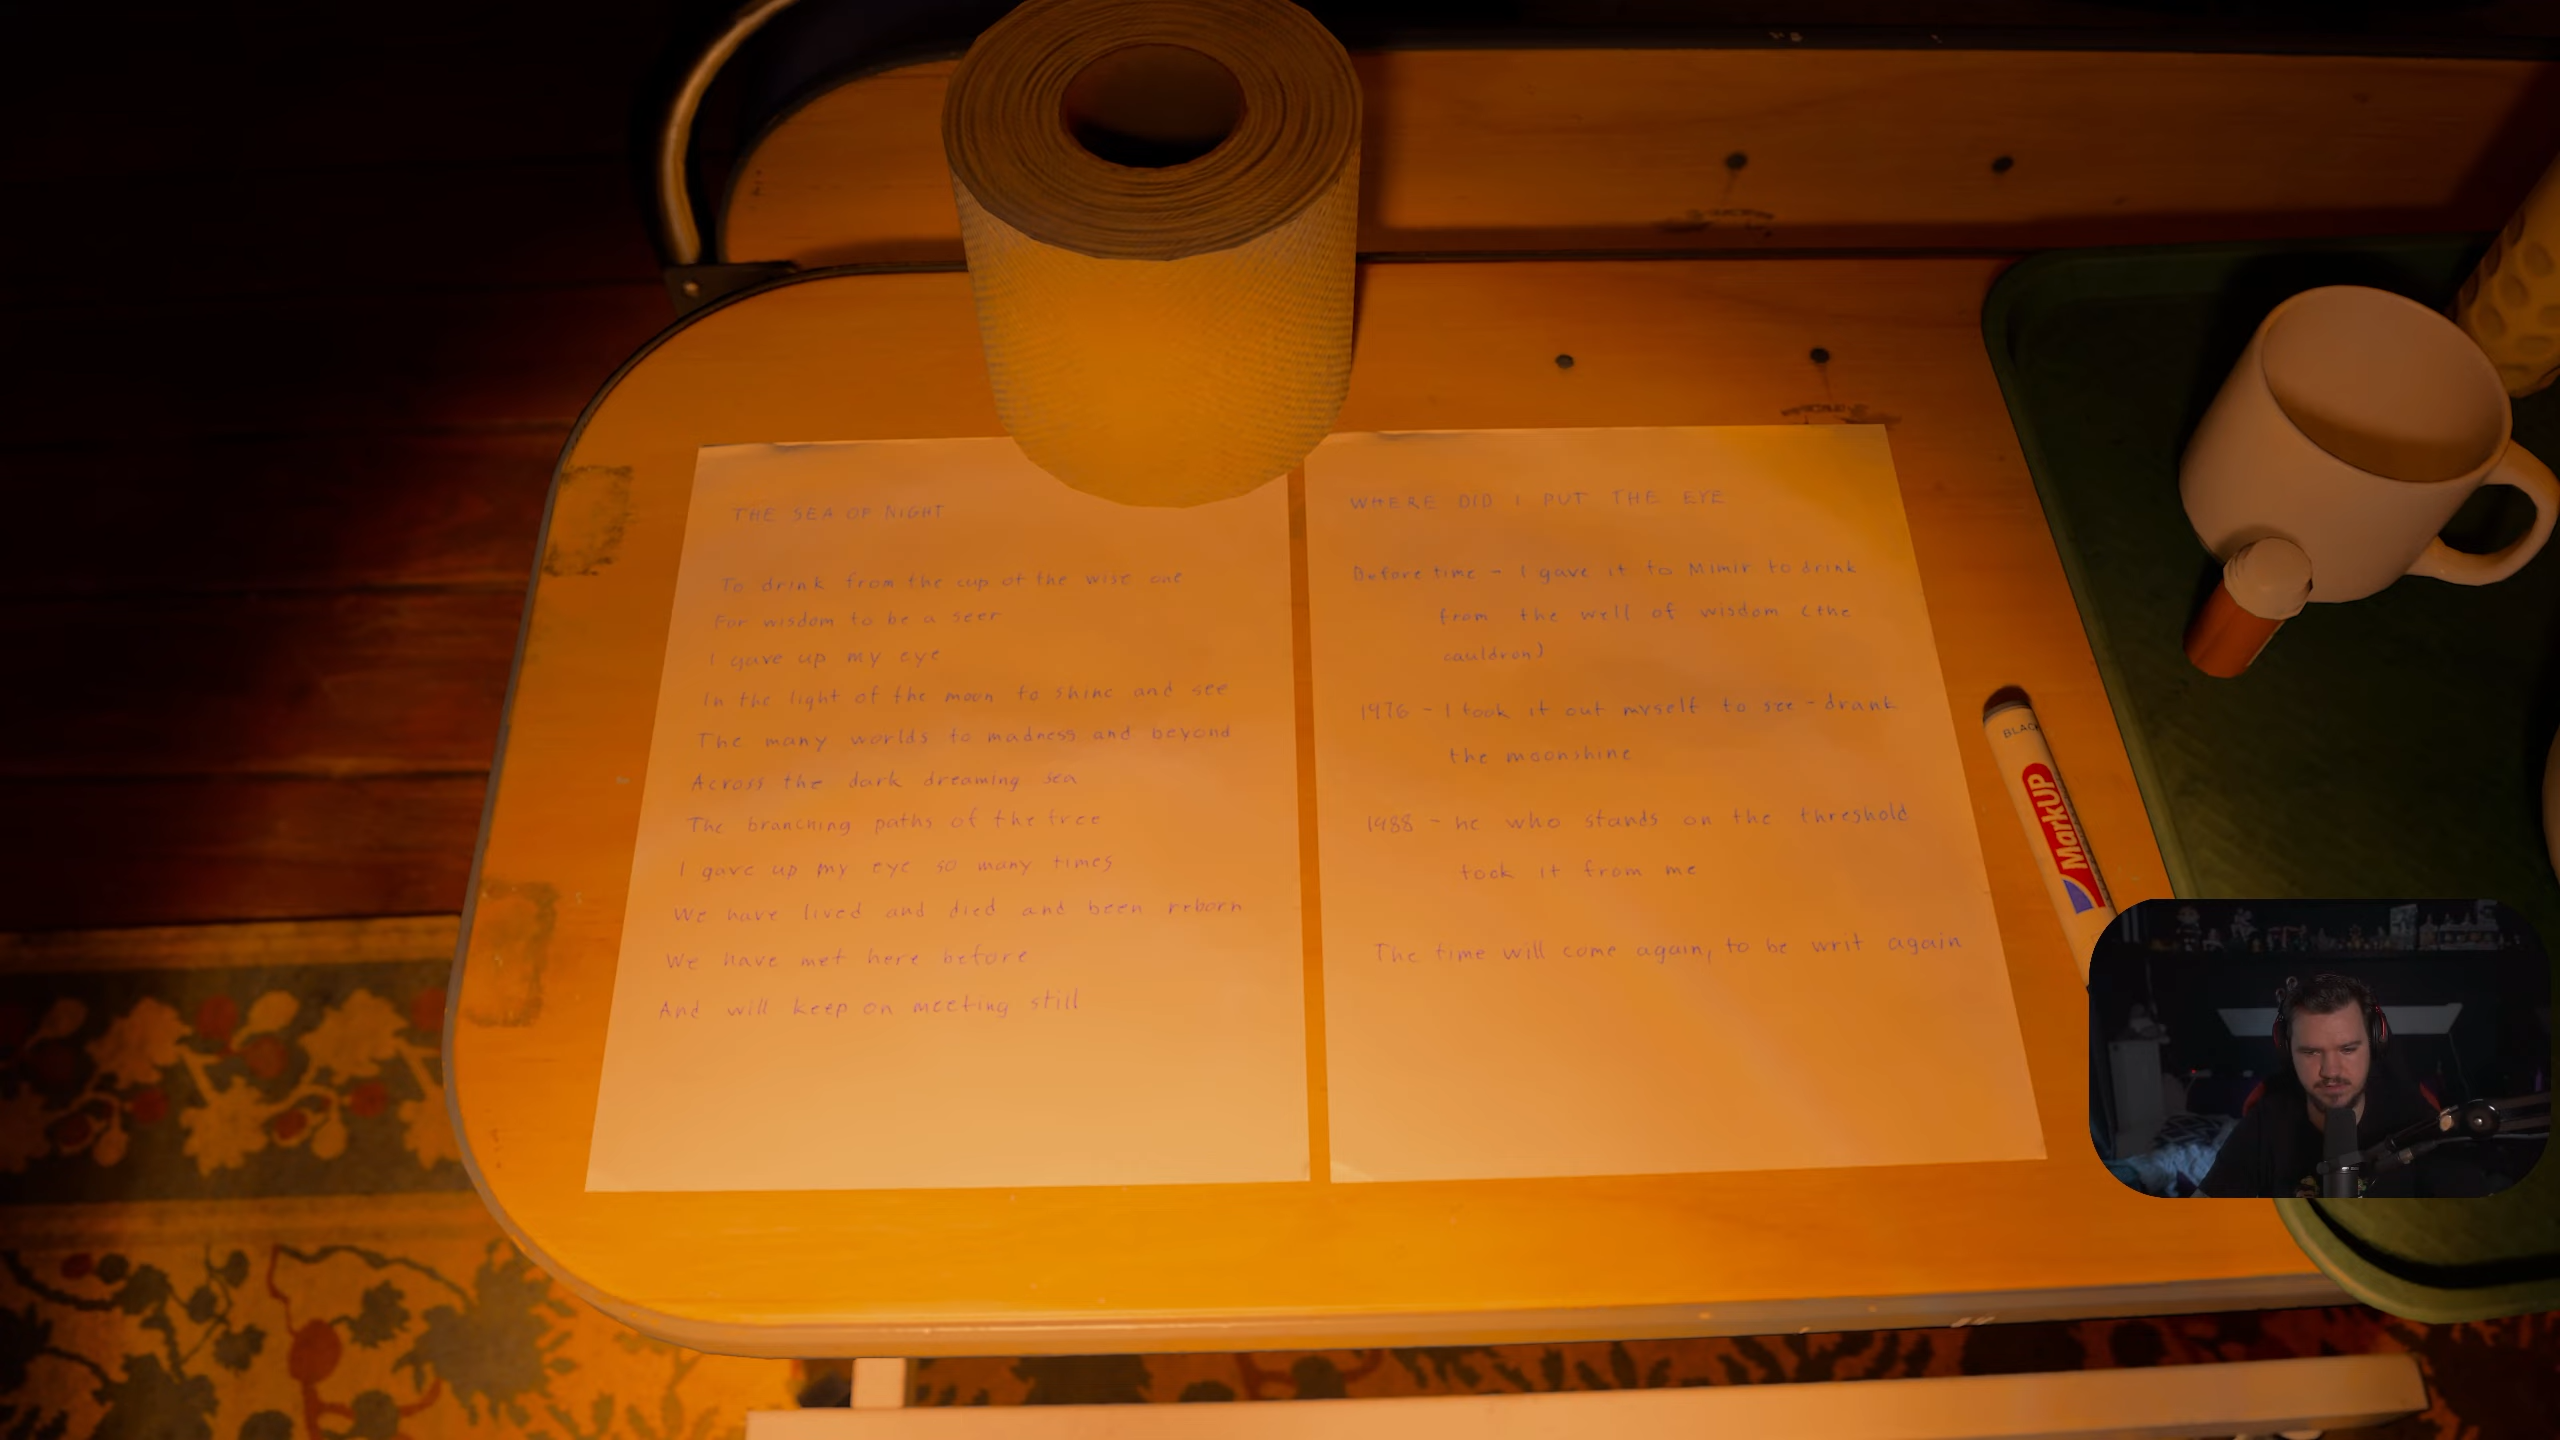 THE SEA OF NIGHT
To drink from the cup of the wise one
For wisdom to be a seer
I gave up my eye
In the light of the moon to shine and see
The many worlds to madness and beyond
Across the dark dreaming sea
The branching paths of the tree
I gave up my eye so many times
We have lived and died and been reborn
We have met here before
And will keep on meeting still
WHERE DID I PUT THE EYE
Before time - I gave it to Mimir to drink
from the well of wisdom (the
cauldron)
1976 - I took it out myself to see - drank
the moonshine
1988 - he who stands on the threshold
took it from me
The time will come again, to be writ again
BLACK
MarkUP